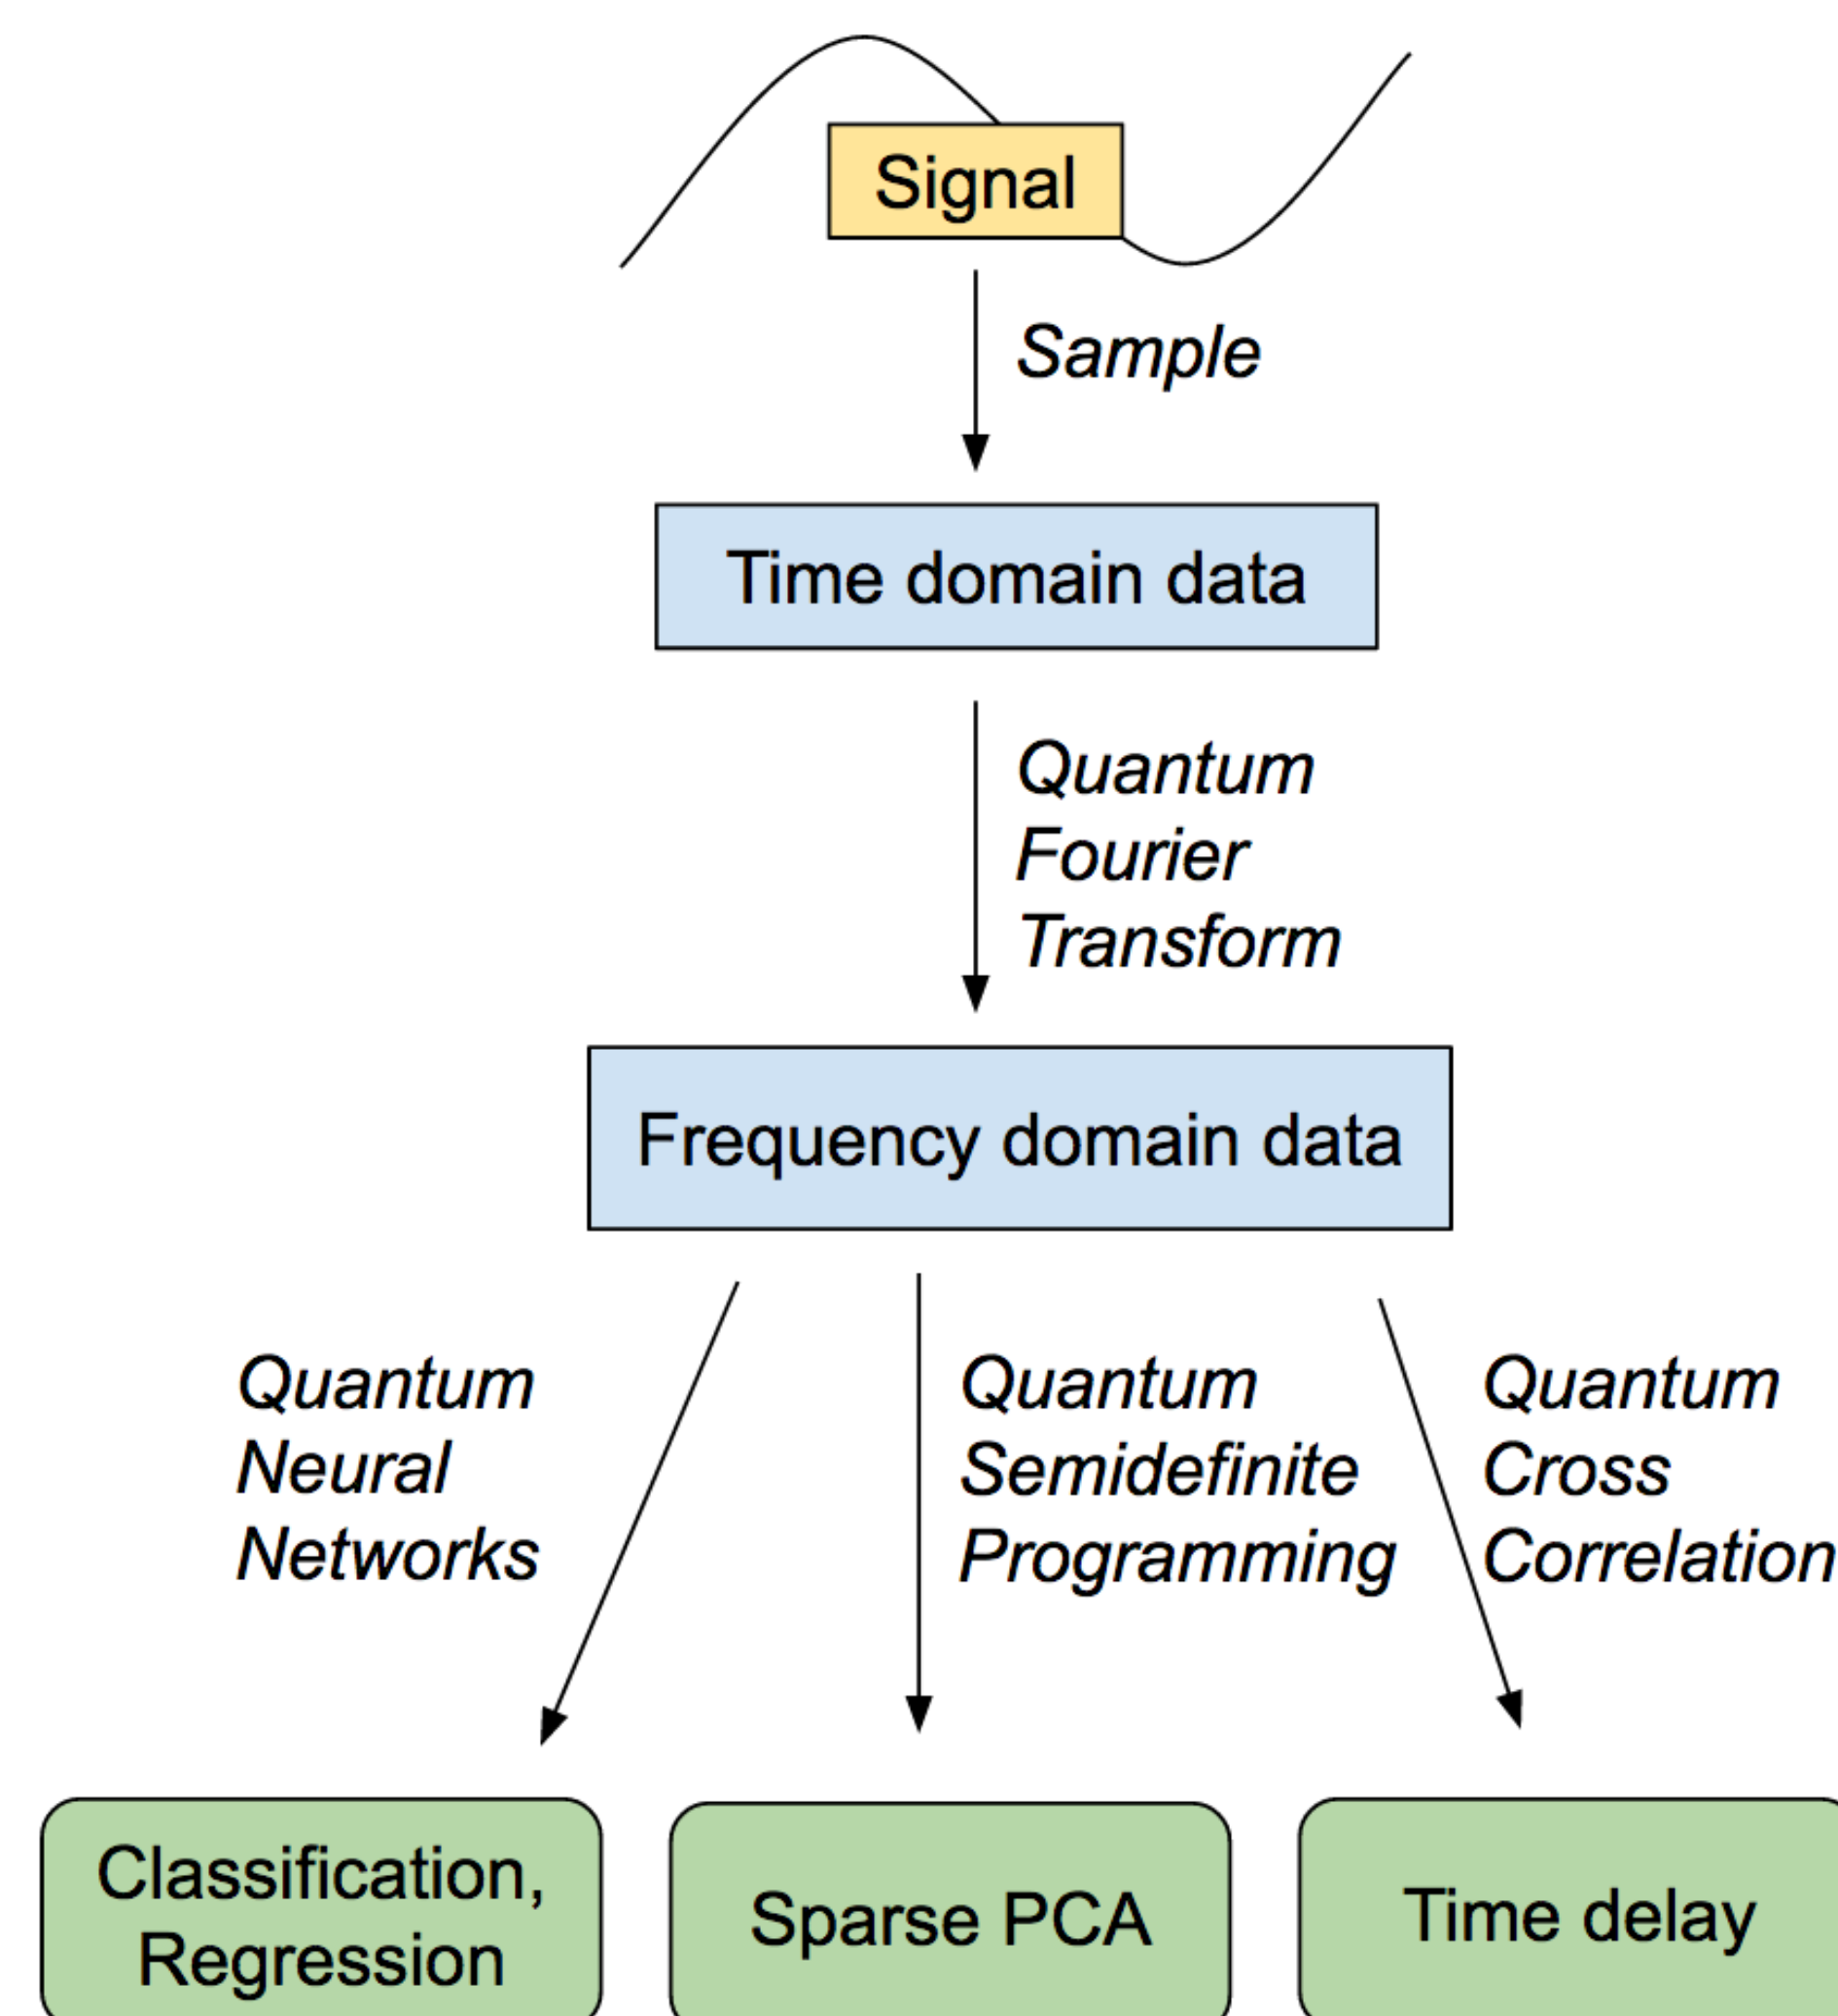 Signal
Sample
Time domain data
Quantum
Fourier
Transform
Frequency domain data
Quantum
Neural
Networks
Quantum
Semidefinite
Programming
Quantum
Cross
Correlation
Classification,
Regression
Sparse PCA
Time delay